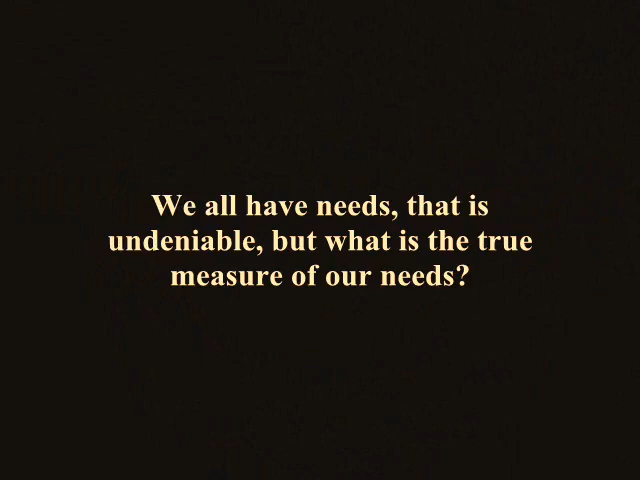 We all have needs, that is
undeniable, but what is the true
measure of our needs?